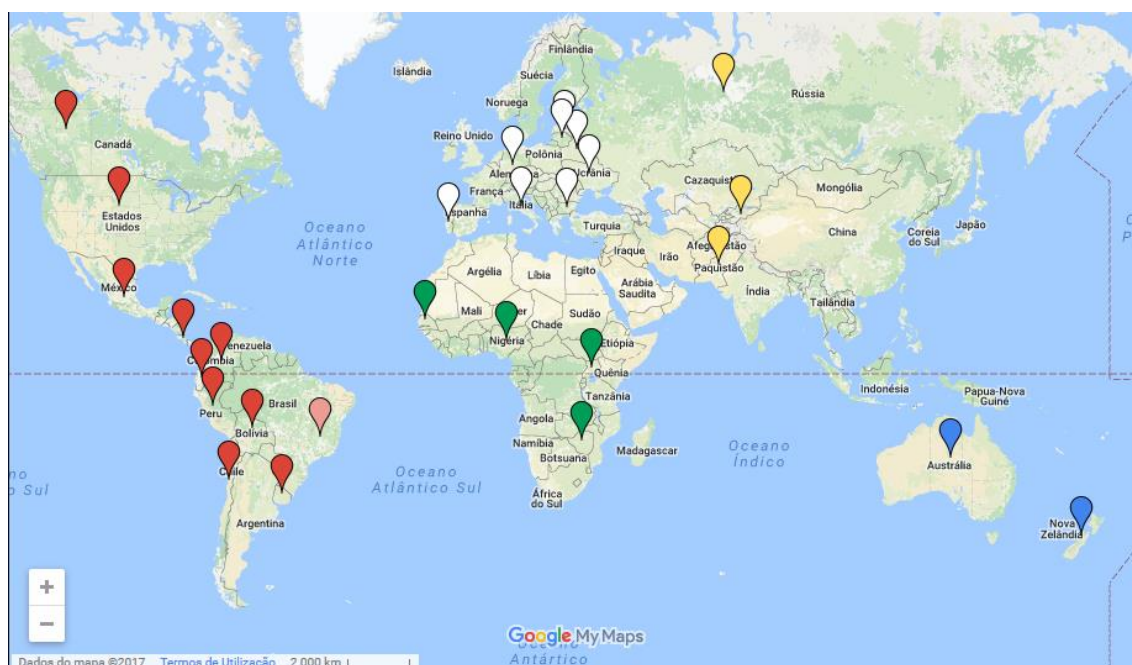 Islândia
Finlândia
Suécia
Noruega
Rússia
Canadá
Reino Unido
Polônia
Ucrânia
França
Cazaquistão
Mongólia
Estados
Unidos
Oceano
Atlântico
Norte
Espanha
Itália
Turquia
China
Japão
Coreia
do Sul
Iraque
Irã
Paquistão
Argélia
Líbia
Egito
Arábia
Saudita
Índia
Tailândia
México
Mali
Chade
Sudão
Nigéria
Etiópia
Venezuela
Quênia
Indonésia
Papua-Nova
Guiné
Tanzânia
Peru
Brasil
Bolívia
Angola
Namíbia
Botsuana
Madagascar
Oceano
Índico
Austrália
Chile
Oceano
Atlântico Sul
África
do Sul
Argentina
Nova
Zelândia
+
−
Google My Maps
Oceano
Antártico
Dados do mapa ©2017 Termos de Utilização 2.000 km